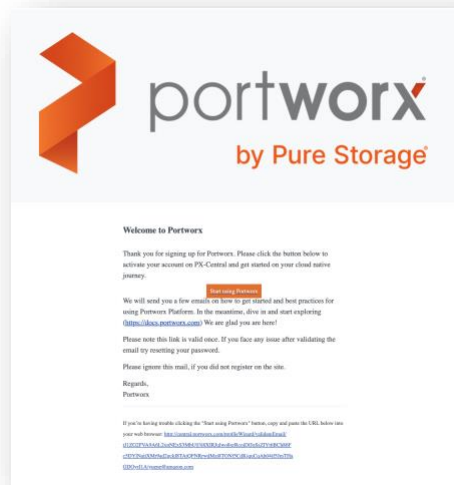 portworx
by Pure Storage
Welcome to Portworx
Thank you for signing up for Portworx. Please click the button below to
activate your account on PX-Central and get started on your cloud native
journey.
Start using Portworx
We will send you a few emails on how to get started and best practices for
using Portworx Platform. In the meantime, dive in and start exploring
(https://docs.portworx.com) We are glad you are here!
Please note this link is valid once. If you face any issue after validating the
email try resetting your password.
Please ignore this mail, if you did not register on the site.
Regards,
Portworx
If you're having trouble clicking the "Start using Portworx" button, copy and paste the URL below into
your web browser: